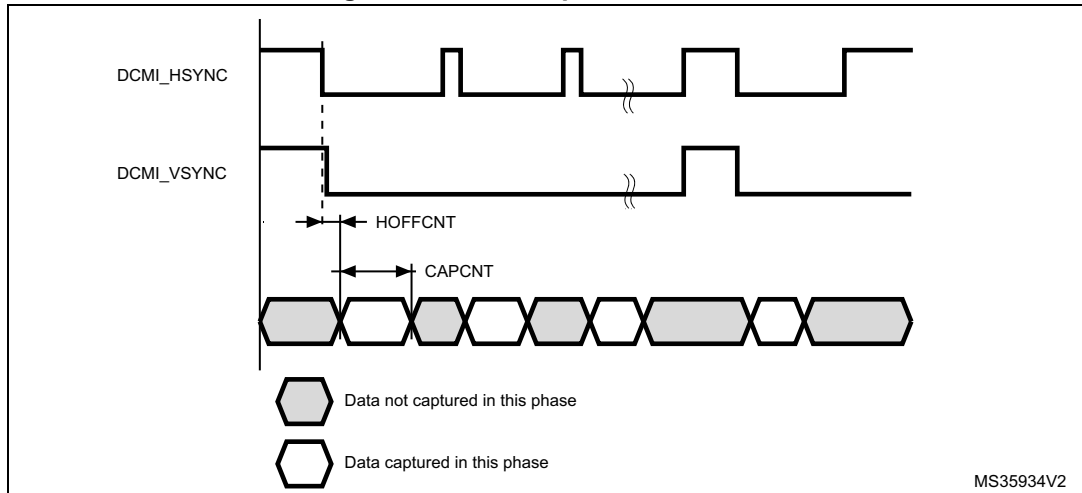 DCMI_HSYNC
DCMI_VSYNC
HOFFCNT
CAPCNT
Data not captured in this phase
Data captured in this phase
MS35934V2